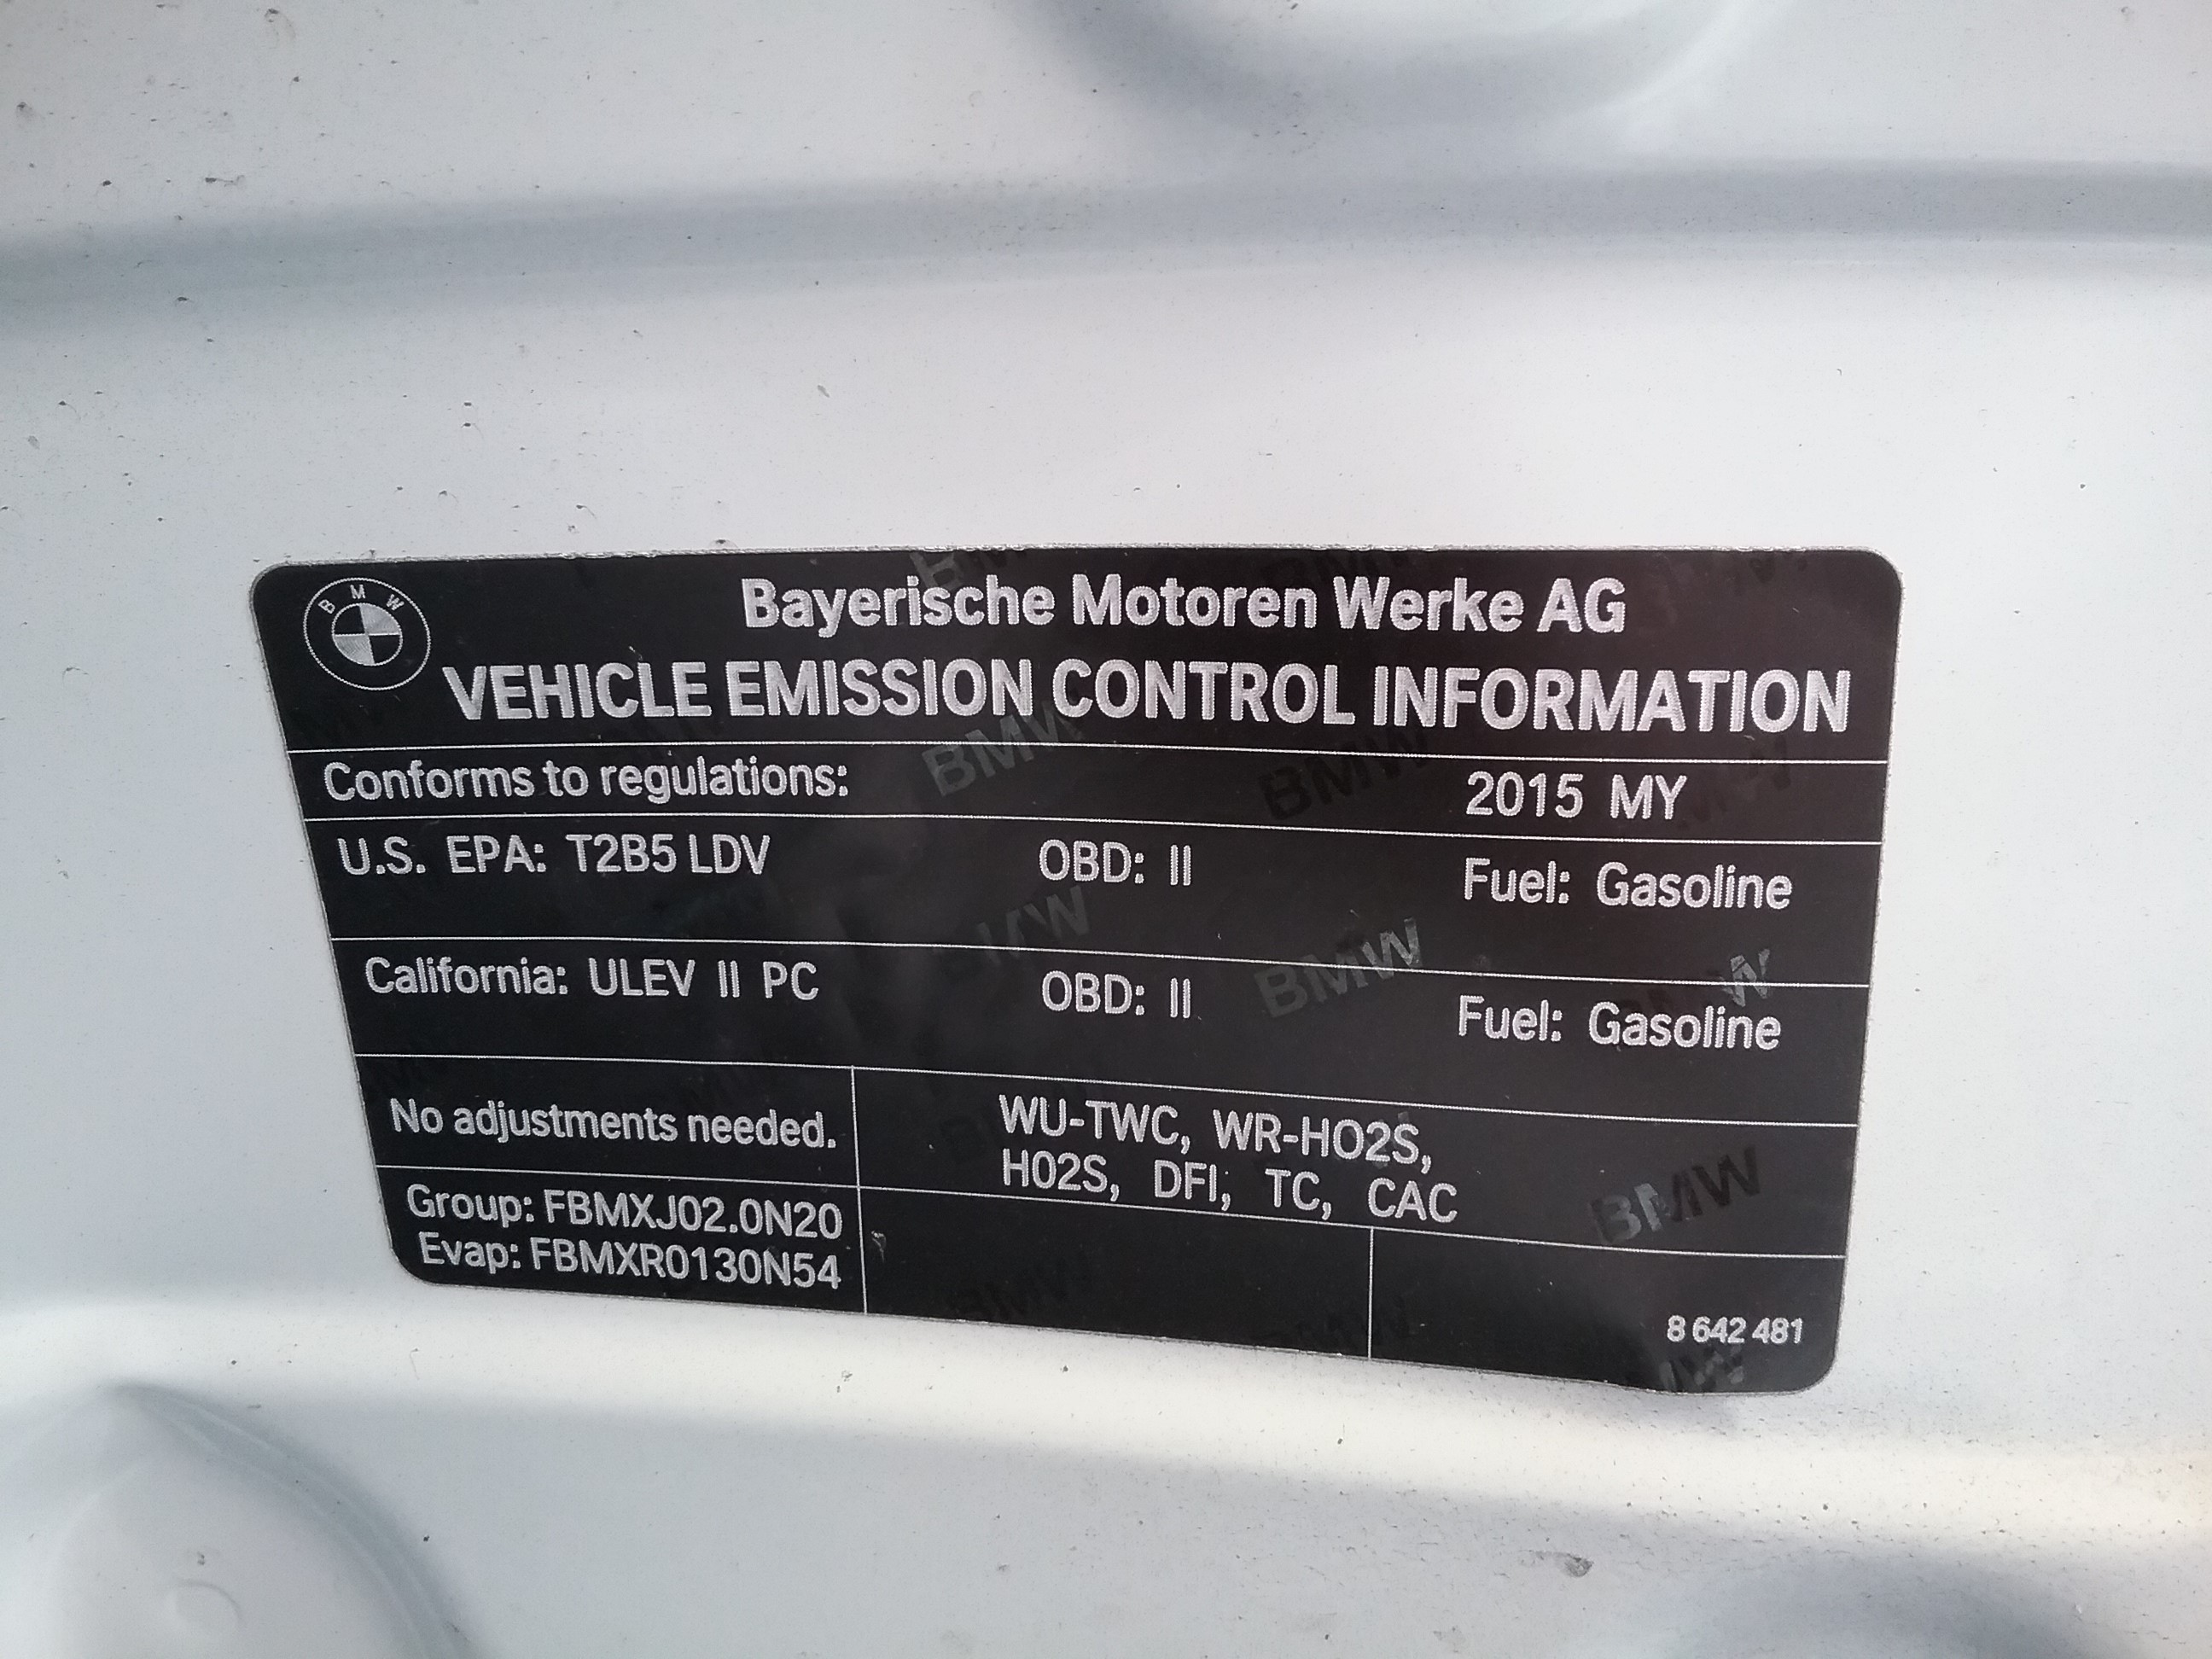 BMW
Bayerische Motoren Werke AG
VEHICLE EMISSION CONTROL INFORMATION
Conforms to regulations: 2015 MY
U.S. EPA: T2B5 LDV OBD: II Fuel: Gasoline
California: ULEV II PC OBD: II Fuel: Gasoline
No adjustments needed.
WU-TWC, WR-HO2S,
H02S, DFI, TC, CAC
Group: FBMXJ02.0N20
Evap: FBMXR0130N54
8 642 481